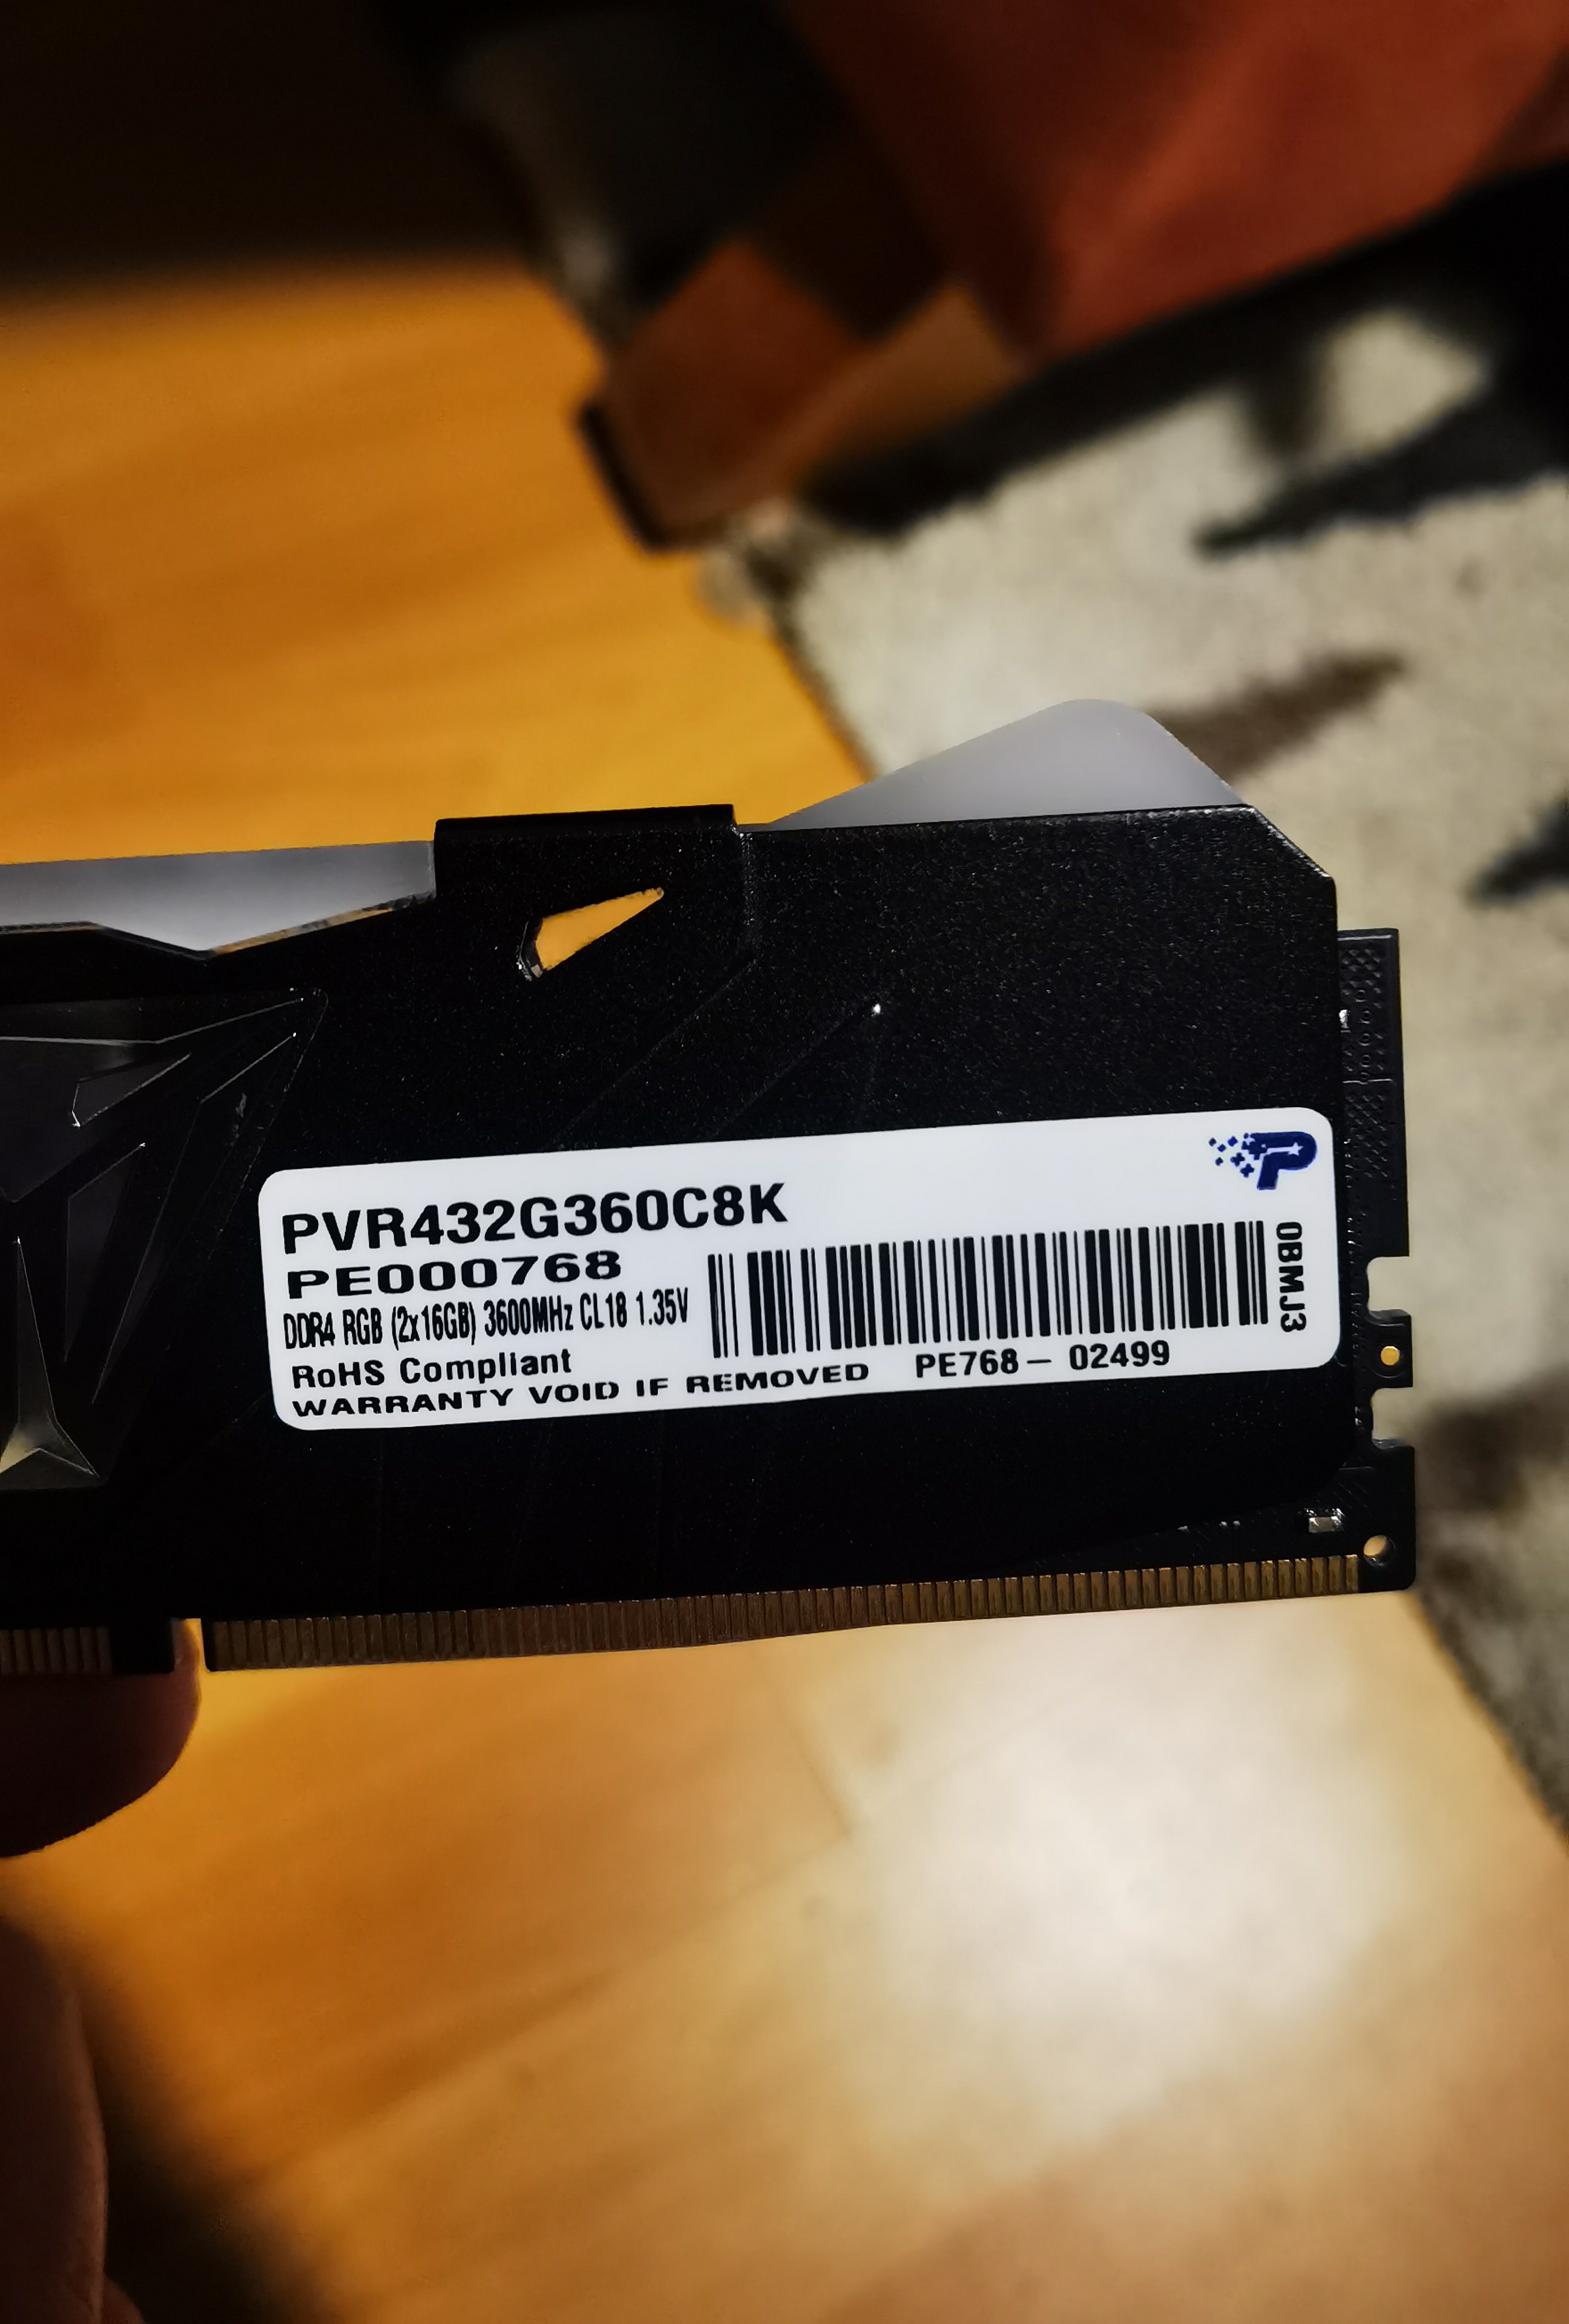 PVR432G360C8K
PE000768
DDR4 RGB (2x16GB) 3600MHz CL18 1.35V
RoHS Compliant
WARRANTY VOID IF REMOVED
PE768- 02499
0BMJ3